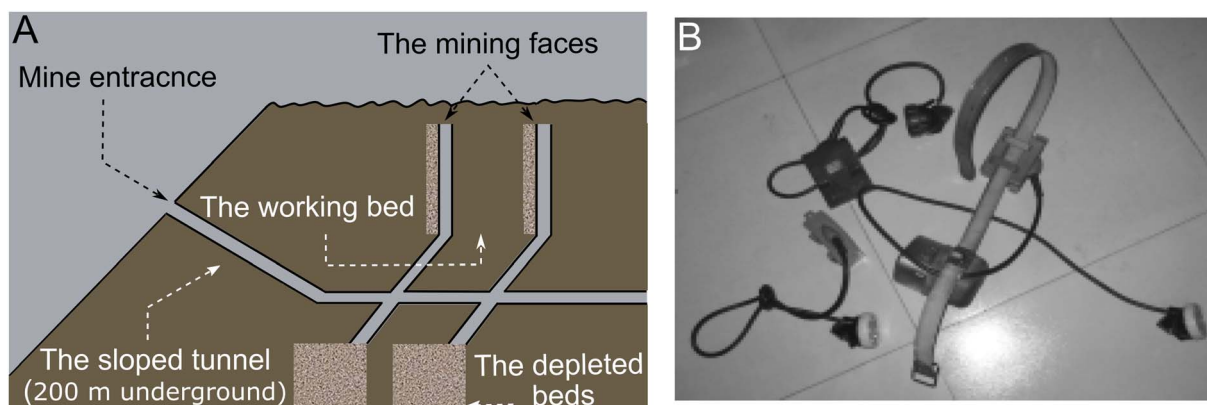 A
The mining faces
Mine entracnce
The working bed
The sloped tunnel
(200 m underground)
The depleted
beds
B